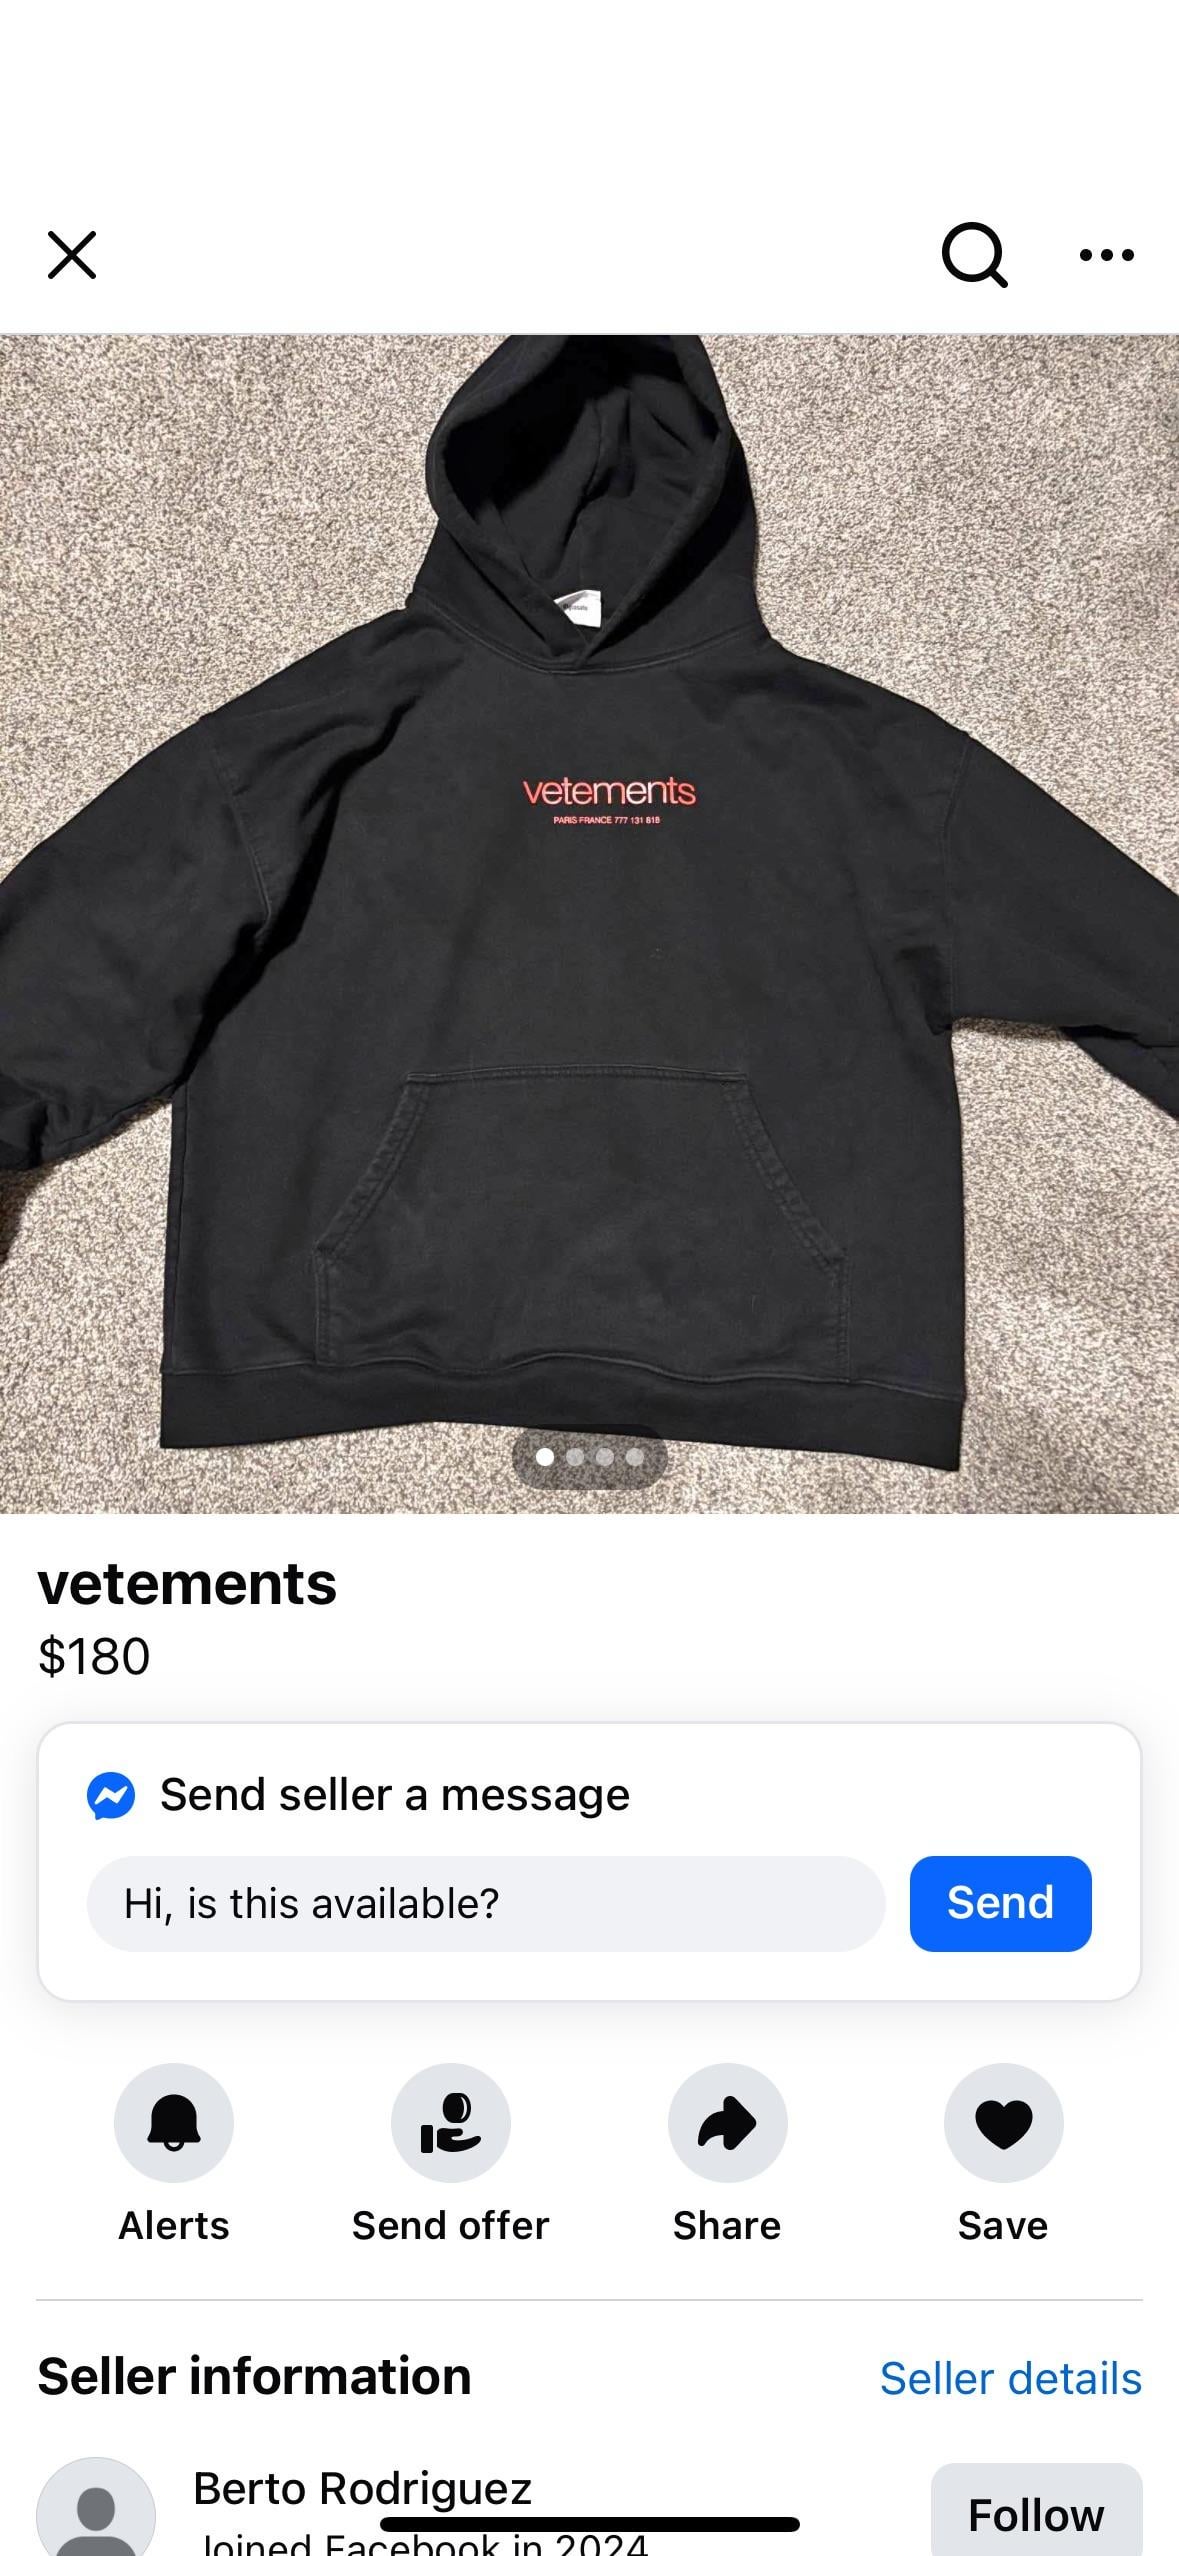 vetements
PARIS FRANCE 777 131 818
vetements
$180
Send seller a message
Hi, is this available?
Send
Alerts
Send offer
Share
Save
Seller information
Seller details
Berto Rodriguez
Follow
Joined Facebook in 2024